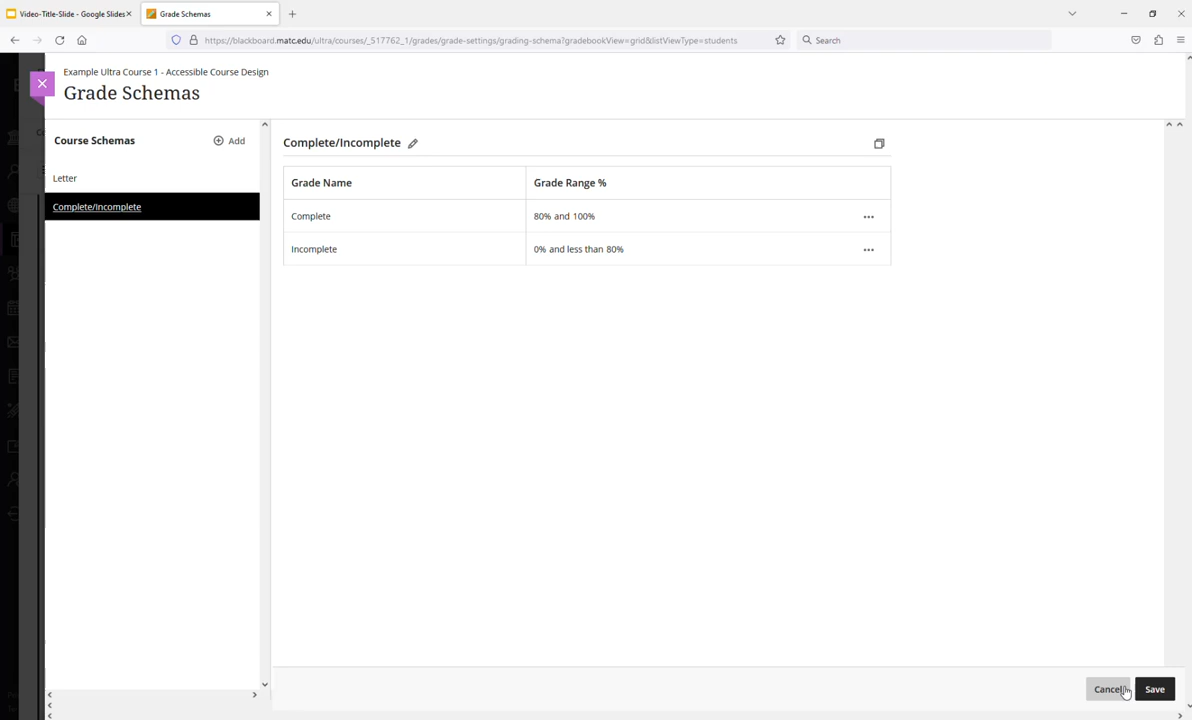 Video-Title-Slide - Google Slides
Grade Schemas
https://blackboard.matc.edu/ultra/courses/_517762_1/grades/grade-settings/grading-schema?gradebookView=grid&listViewType=students
Search
Example Ultra Course 1 - Accessible Course Design
Grade Schemas
Course Schemas
Add
Letter
Complete/Incomplete
Complete/Incomplete
Grade Name
Grade Range %
Complete
80% and 100%
Incomplete
0% and less than 80%
Cancel
Save